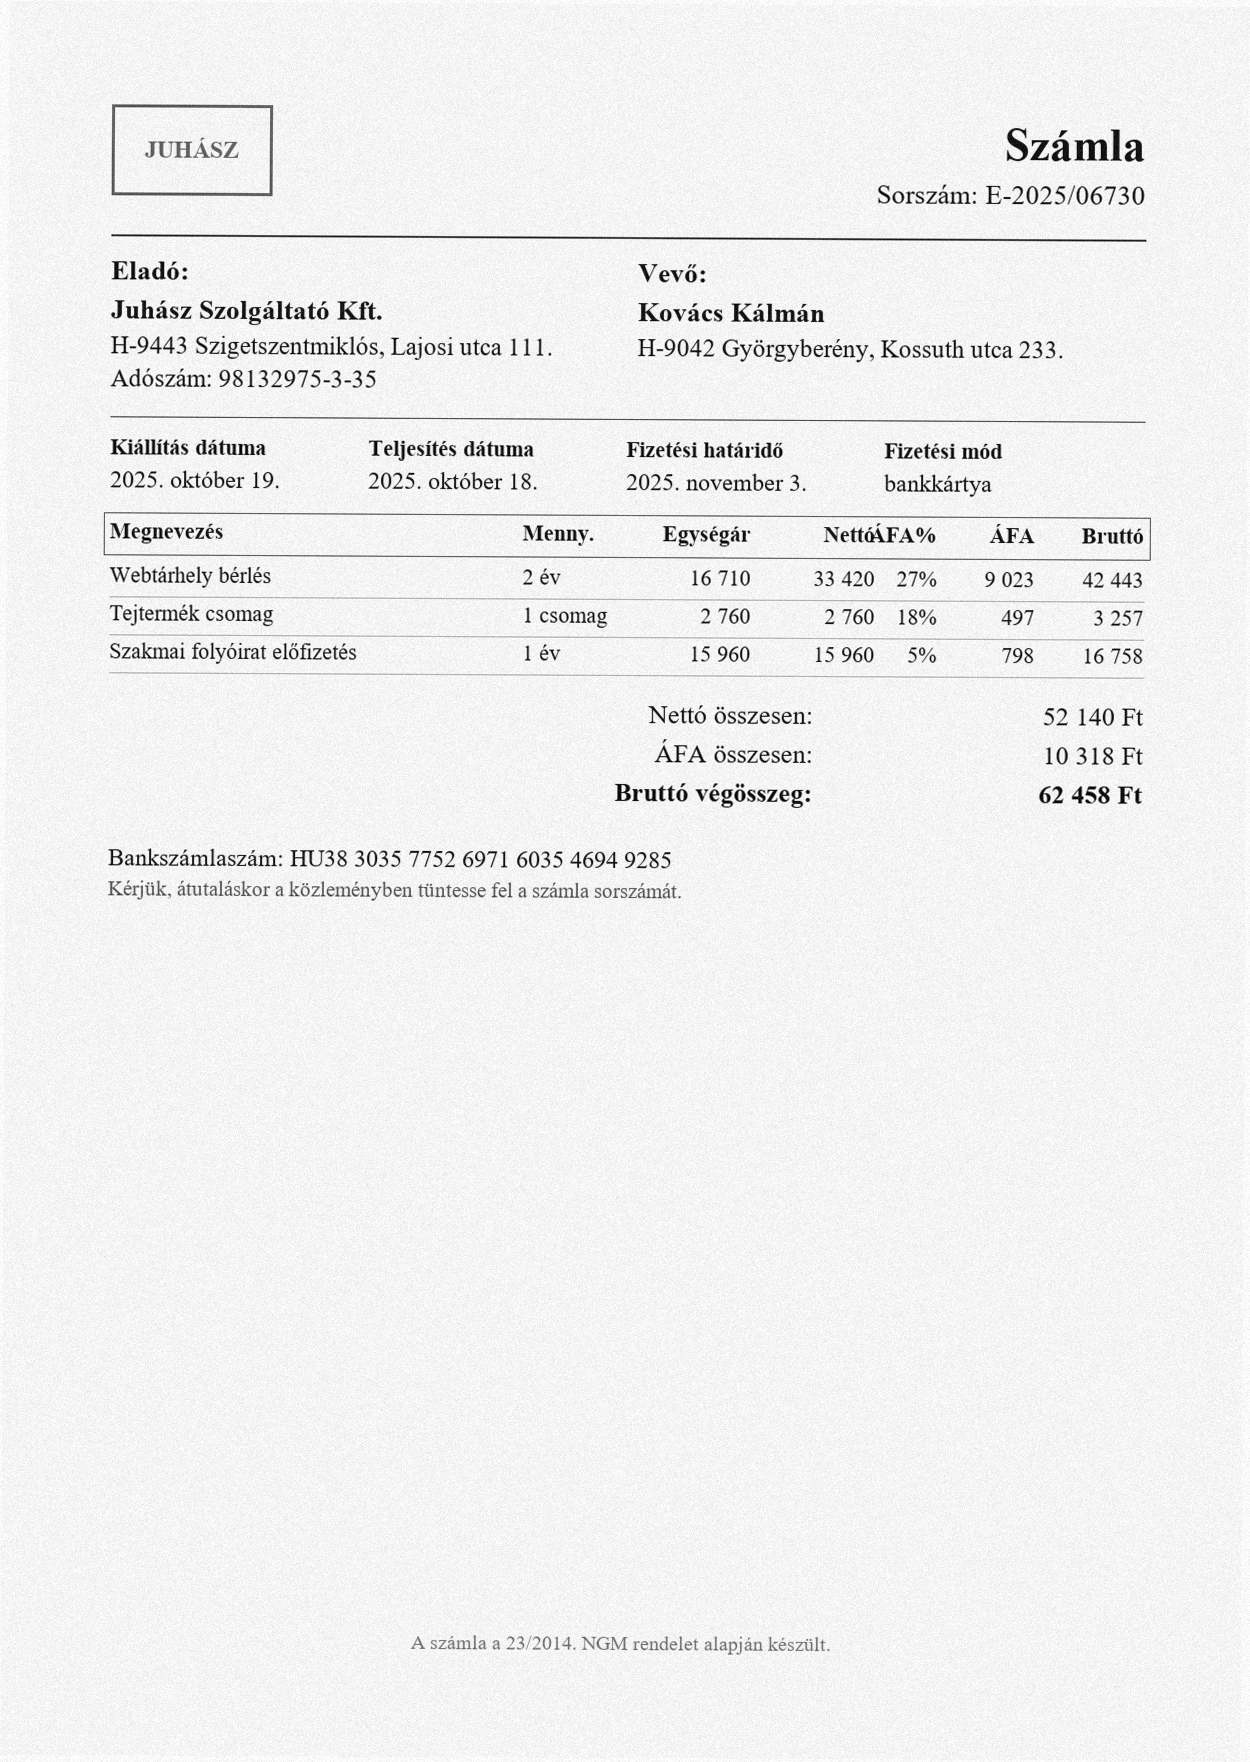 JUHÁSZ
Számla
Sorszám: E-2025/06730
Eladó:
Juhász Szolgáltató Kft.
H-9443 Szigetszentmiklós, Lajosi utca 111.
Adószám: 98132975-3-35
Vevő:
Kovács Kálmán
H-9042 Györgyberény, Kossuth utca 233.
Kiállítás dátuma Teljesítés dátuma Fizetési határidő Fizetési mód
2025. október 19. 2025. október 18. 2025. november 3. bankkártya
Megnevezés Menny. Egységár Nettó ÁFA% ÁFA Bruttó
Webtárhely bérlés 2 év 16 710 33 420 27% 9 023 42 443
Tejtermék csomag 1 csomag 2 760 2 760 18% 497 3 257
Szakmai folyóirat előfizetés 1 év 15 960 15 960 5% 798 16 758
Nettó összesen: 52 140 Ft
ÁFA összesen: 10 318 Ft
Bruttó végösszeg: 62 458 Ft
Bankszámlaszám: HU38 3035 7752 6971 6035 4694 9285
Kérjük, átutaláskor a közleményben tüntesse fel a számla sorszámát.
A számla a 23/2014. NGM rendelet alapján készült.